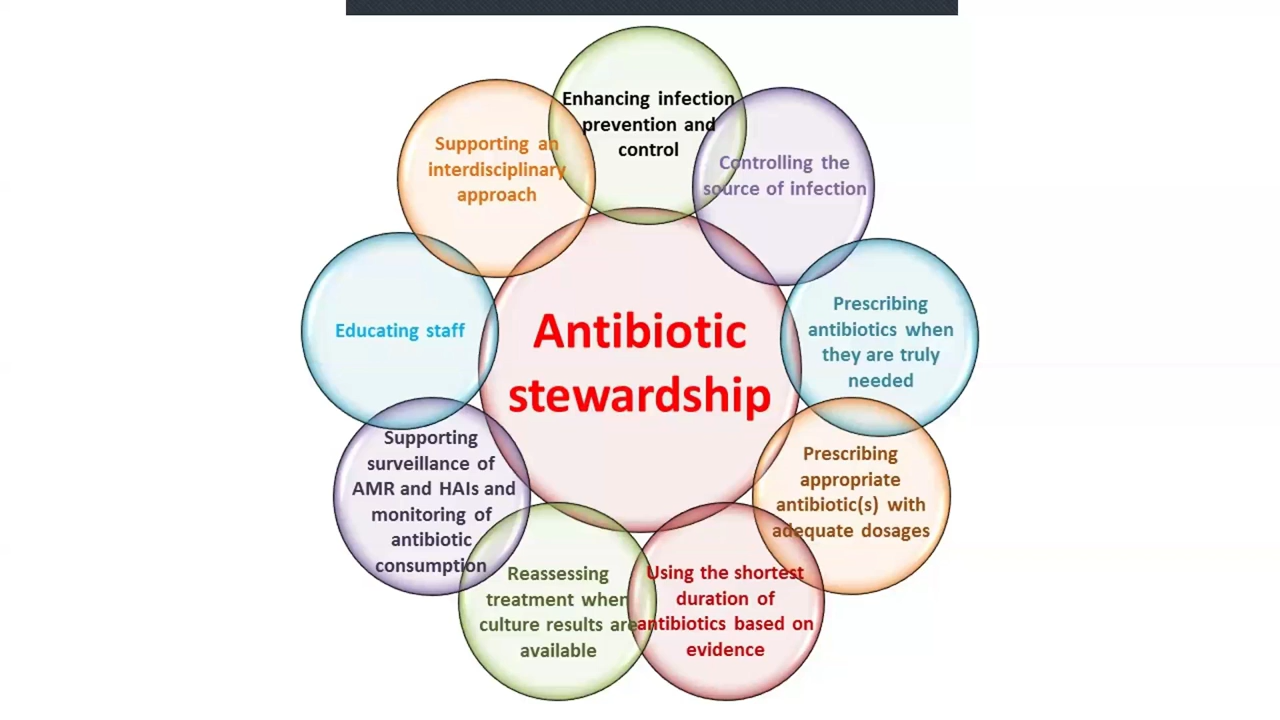 Enhancing infection
prevention and
control
Controlling the
source of infection
Prescribing
antibiotics when
they are truly
needed
Prescribing
appropriate
antibiotic(s) with
adequate dosages
Using the shortest
duration of
antibiotics based on
evidence
Reassessing
treatment when
culture results are
available
Supporting
surveillance of
AMR and HAIs and
monitoring of
antibiotic
consumption
Educating staff
Supporting an
interdisciplinary
approach
Antibiotic
stewardship